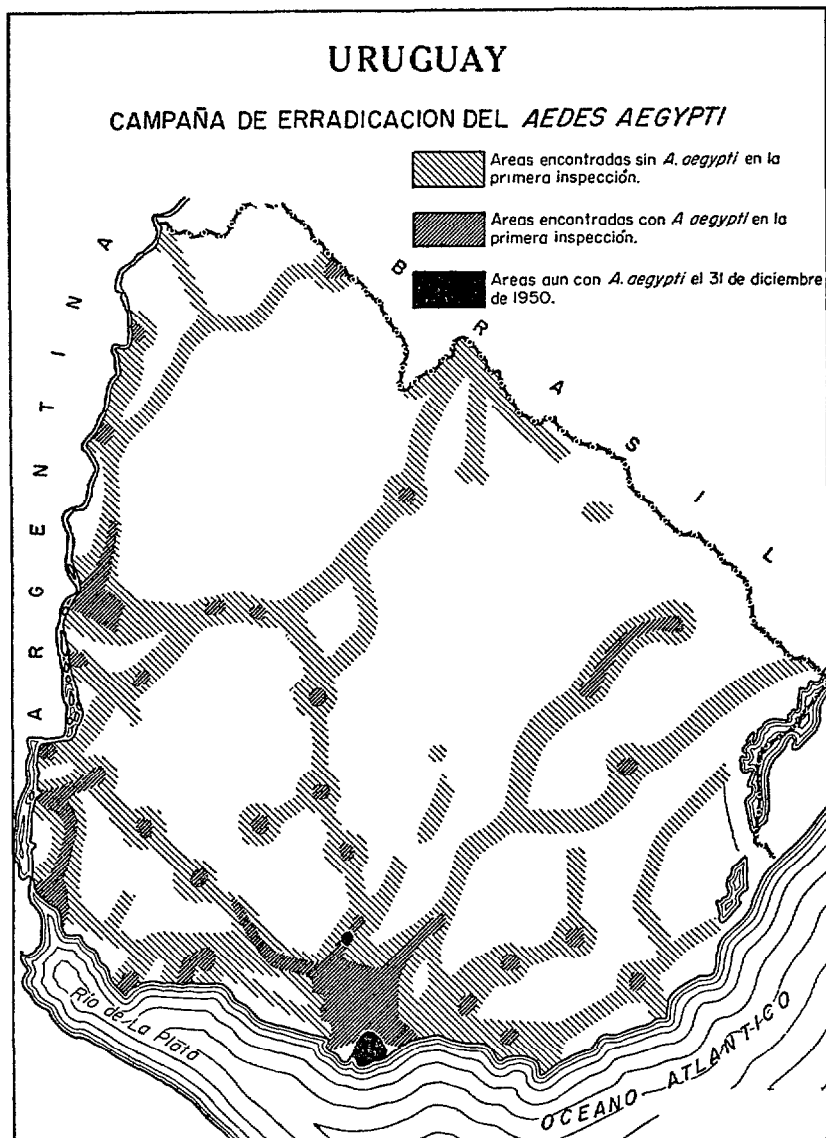 URUGUAY
CAMPAÑA DE ERRADICACION DEL AEDES AEGYPTI
Areas encontradas sin A. aegypti en la
primera inspección.
Areas encontradas con A aegypti en la
primera inspección.
Areas aun con A. aegypti el 31 de diciembre
de 1950.
ARGENTINA
BRASIL
Río de La Plata
OCEANO ATLANTICO